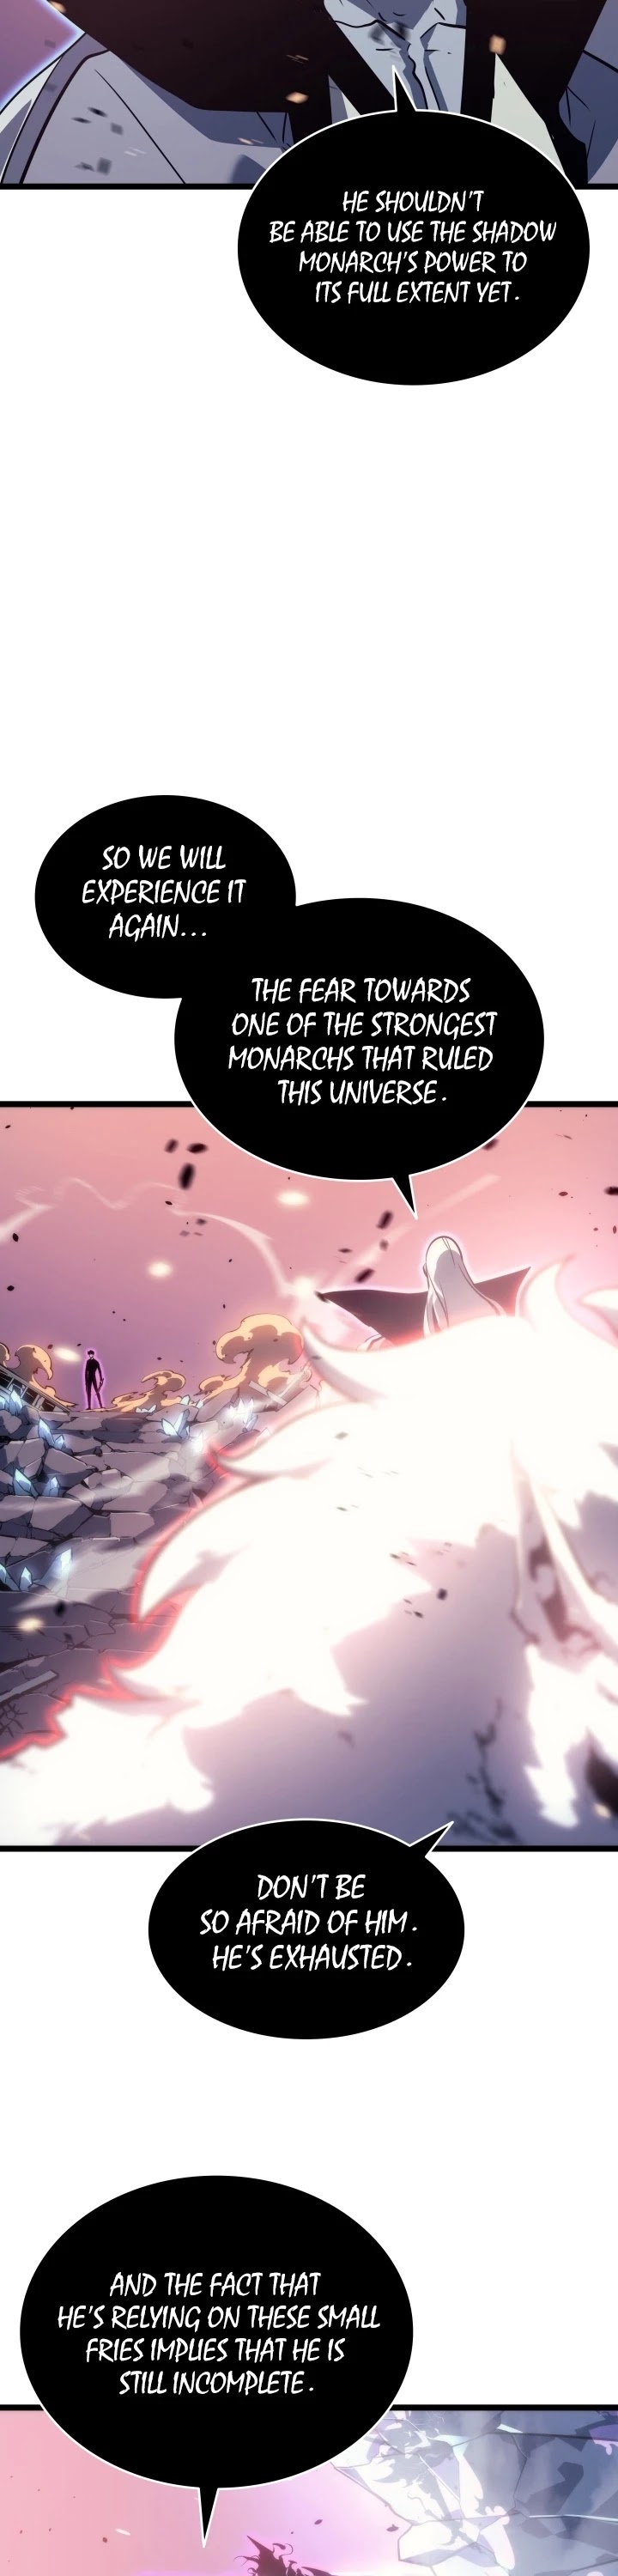 HE SHOULDN'T
BE ABLE TO USE THE SHADOW
MONARCH'S POWER TO
ITS FULL EXTENT YET.
SO WE WILL
EXPERIENCE IT
AGAIN...
THE FEAR TOWARDS
ONE OF THE STRONGEST
MONARCHS THAT RULED
THIS UNIVERSE.
DON'T BE
SO AFRAID OF HIM.
HE'S EXHAUSTED.
AND THE FACT THAT
HE'S RELYING ON THESE SMALL
FRIES IMPLIES THAT HE IS
STILL INCOMPLETE.